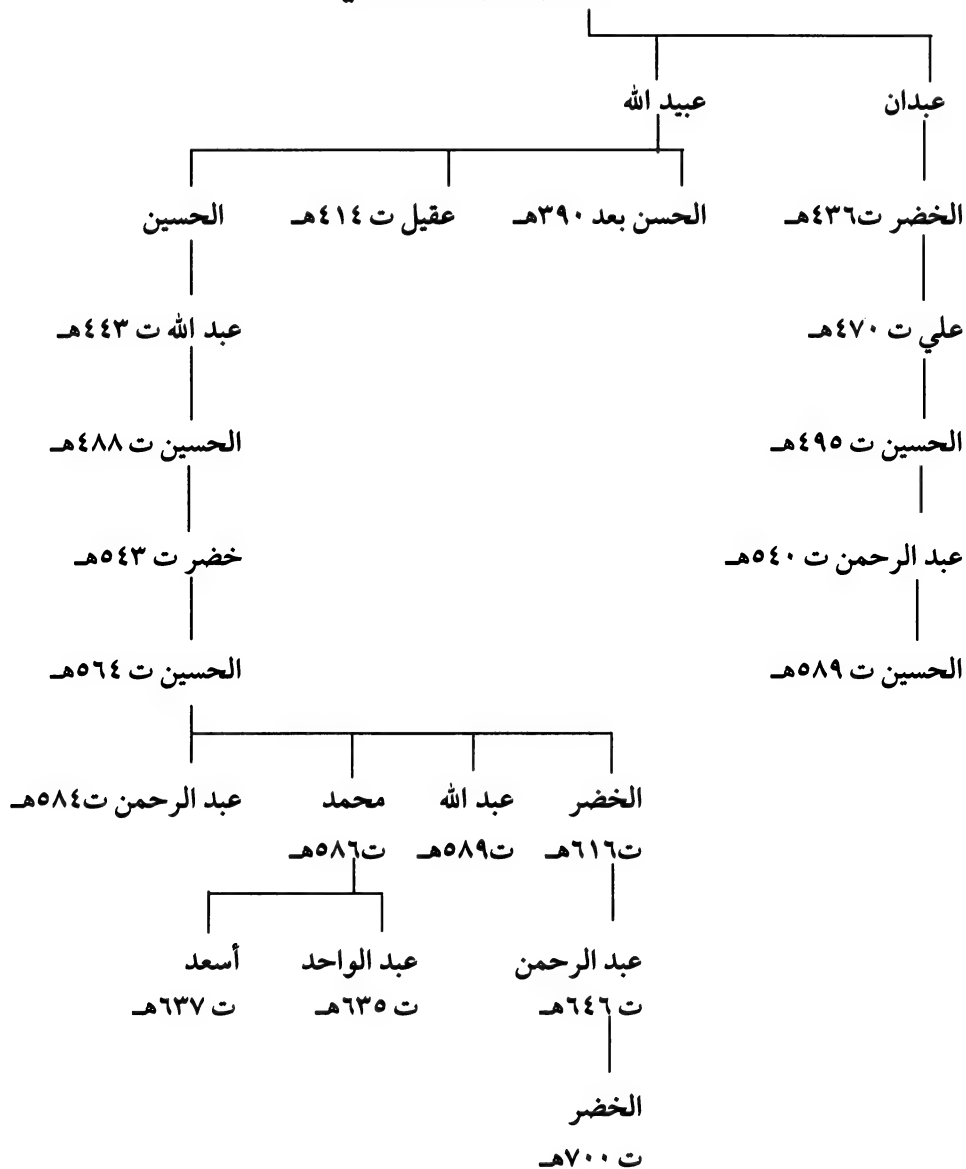 عبدان عبيد الله
الخضر ت٤٣٦هـ الحسن بعد ٣٩٠هـ عقيل ت ٤١٤هـ الحسين
علي ت ٤٧٠هـ عبد الله ت ٤٤٣هـ
الحسين ت ٤٩٥هـ الحسين ت ٤٨٨هـ
عبد الرحمن ت ٥٤٠هـ خضر ت ٥٤٣هـ
الحسين ت ٥٨٩هـ الحسين ت ٥٦٤هـ
الخضر عبد الله محمد عبد الرحمن ت٥٨٤هـ
ت٦١٦هـ ت٥٨٩هـ ت٥٨٦هـ
عبد الرحمن عبد الواحد أسعد
ت ٦٤٦هـ ت ٦٣٥هـ ت ٦٣٧هـ
الخضر
ت ٧٠٠هـ